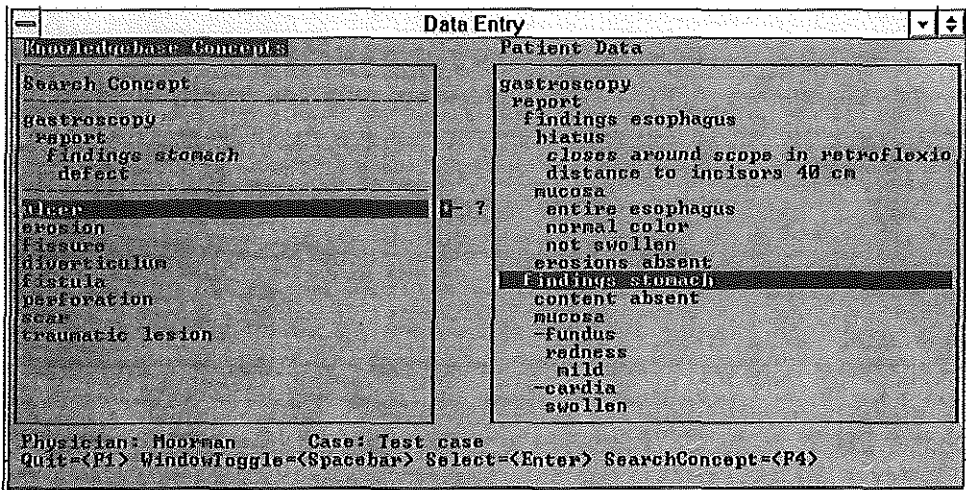 Data Entry
Knowledgebase Concepts
Search Concept
gastroscopy
report
findings stomach
defect
ulcer
erosion
fissure
diverticulum
fistula
perforation
scar
traumatic lesion
- ?
Patient Data
gastroscopy
report
findings esophagus
hiatus
closes around scope in retroflexio
distance to incisors 40 cm
mucosa
entire esophagus
normal color
not swollen
erosions absent
findings stomach
content absent
mucosa
-fundus
redness
mild
-cardia
swollen
Physician: Moorman Case: Test case
Quit=<F1> WindowToggle=<Spacebar> Select=<Enter> SearchConcept=<F4>